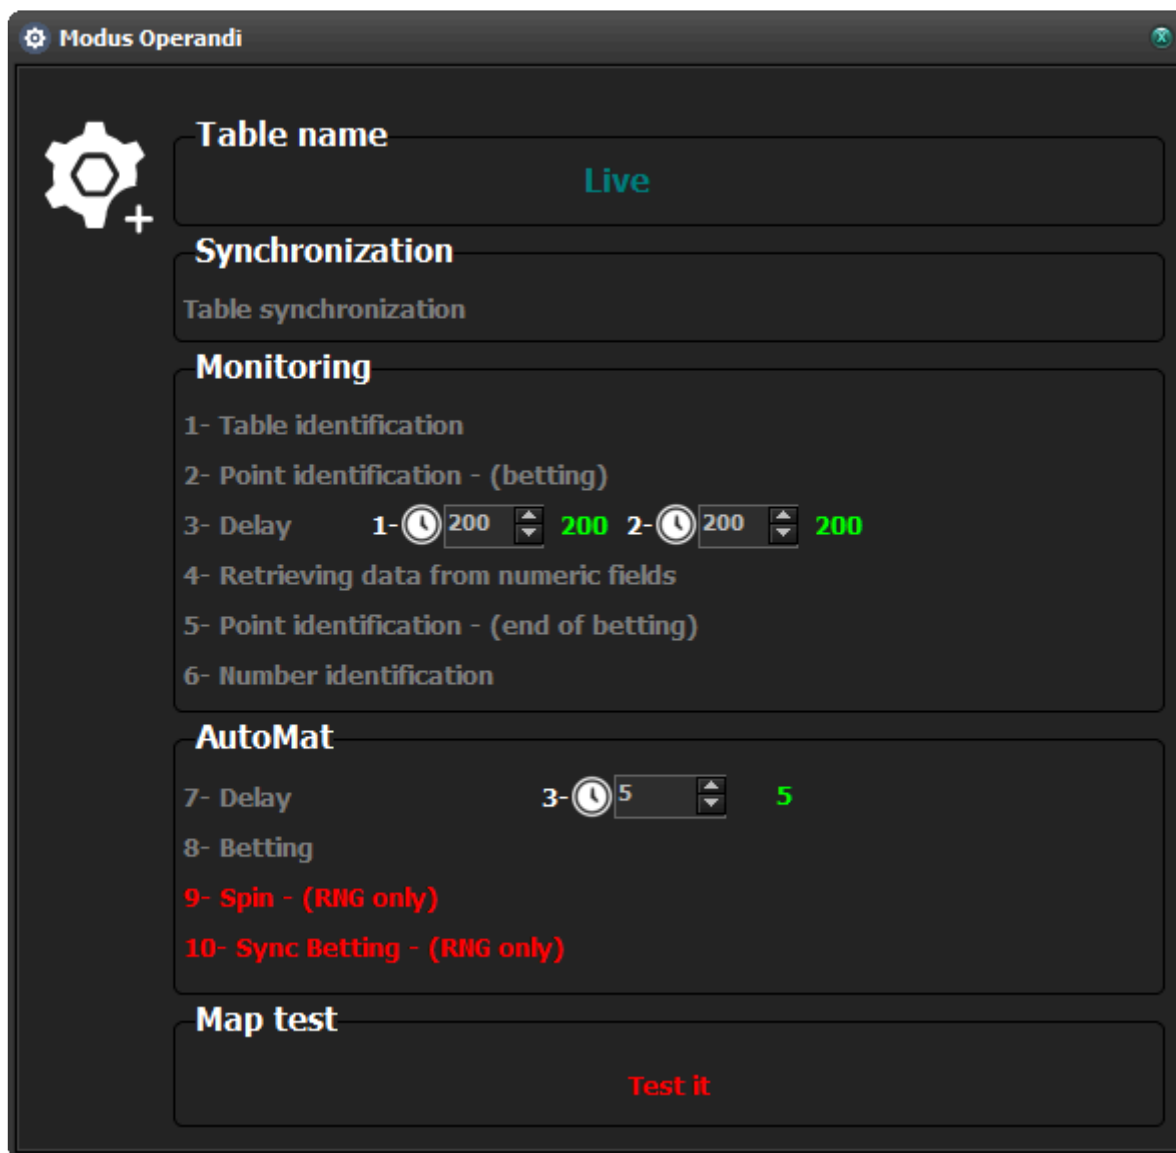 Modus Operandi
Table name
Live
Synchronization
Table synchronization
Monitoring
1- Table identification
2- Point identification - (betting)
3- Delay 1- 200 200 2- 200 200
4- Retrieving data from numeric fields
5- Point identification - (end of betting)
6- Number identification
AutoMat
7- Delay 3- 5 5
8- Betting
9- Spin - (RNG only)
10- Sync Betting - (RNG only)
Map test
Test it